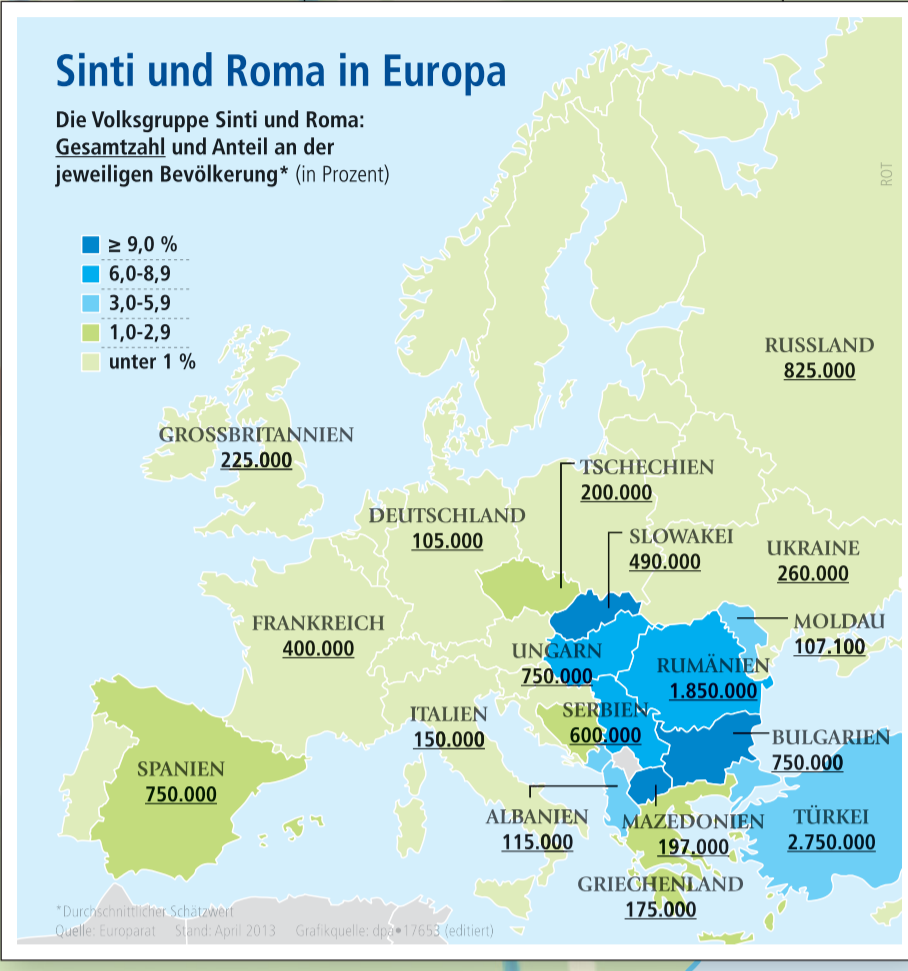 Sinti und Roma in Europa
Die Volksgruppe Sinti und Roma:
Gesamtzahl und Anteil an der
jeweiligen Bevölkerung* (in Prozent)
≥ 9,0 %
6,0-8,9
3,0-5,9
1,0-2,9
unter 1 %
ROT
RUSSLAND
825.000
GROSSBRITANNIEN
225.000
TSCHECHIEN
200.000
DEUTSCHLAND
105.000
SLOWAKEI
490.000
UKRAINE
260.000
FRANKREICH
400.000
MOLDAU
107.100
UNGARN
750.000
RUMÄNIEN
1.850.000
ITALIEN
150.000
SERBIEN
600.000
BULGARIEN
750.000
SPANIEN
750.000
ALBANIEN
115.000
MAZEDONIEN
197.000
TÜRKEI
2.750.000
GRIECHENLAND
175.000
*Durchschnittlicher Schätzwert
Quelle: Europarat Stand: April 2013 Grafikquelle: dpa•17653 (editiert)